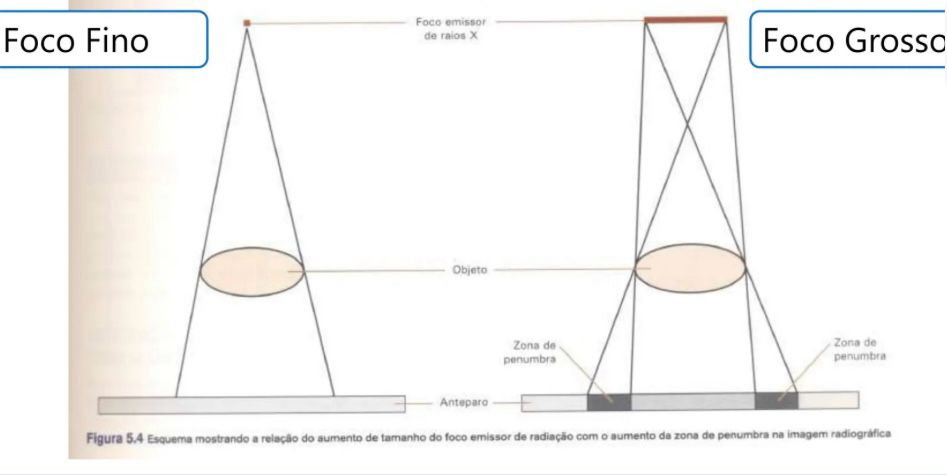 Foco Fino
Foco emissor
de raios X
Foco Grosso
Objeto
Zona de
penumbra
Zona de
penumbra
Anteparo
Figura 5.4 Esquema mostrando a relação do aumento de tamanho do foco emissor de radiação com o aumento da zona de penumbra na imagem radiográfica